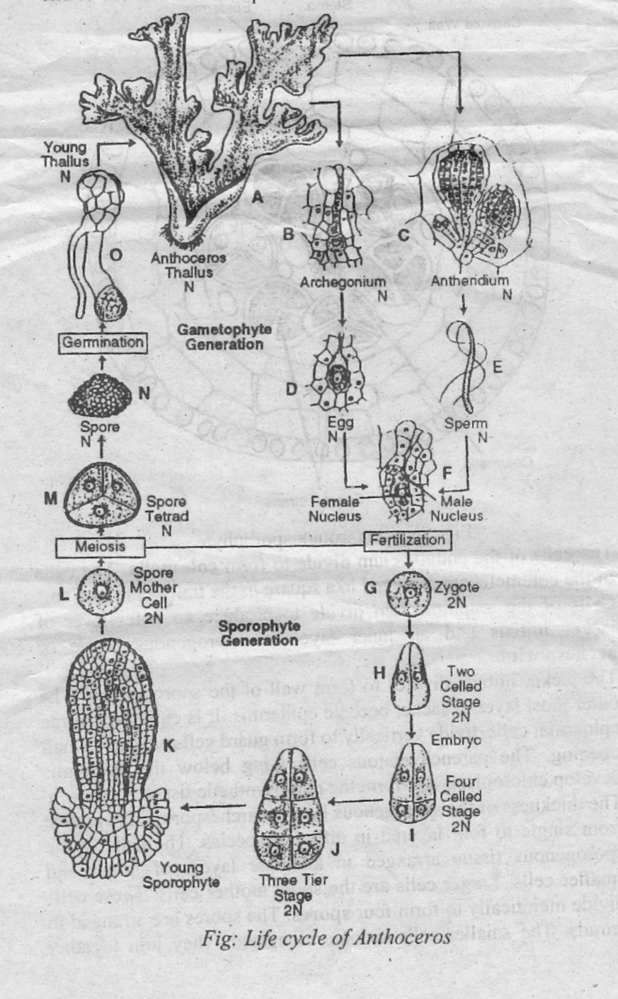 Young
Thallus
N
A
B
C
O
Anthoceros
Thallus
N
Archegonium
N
Antheridium
N
Germination
Gametophyte
Generation
D
E
N
Spore
N
Egg
N
Sperm
N
F
M
Spore
Tetrad
N
Female
Nucleus
Male
Nucleus
Meiosis
Fertilization
L
Spore
Mother
Cell
2N
G
Zygote
2N
Sporophyte
Generation
H
Two
Celled
Stage
2N
K
Embryo
Four
Celled
Stage
2N
I
J
Young
Sporophyte
Three Tier
Stage
2N
Fig: Life cycle of Anthoceros